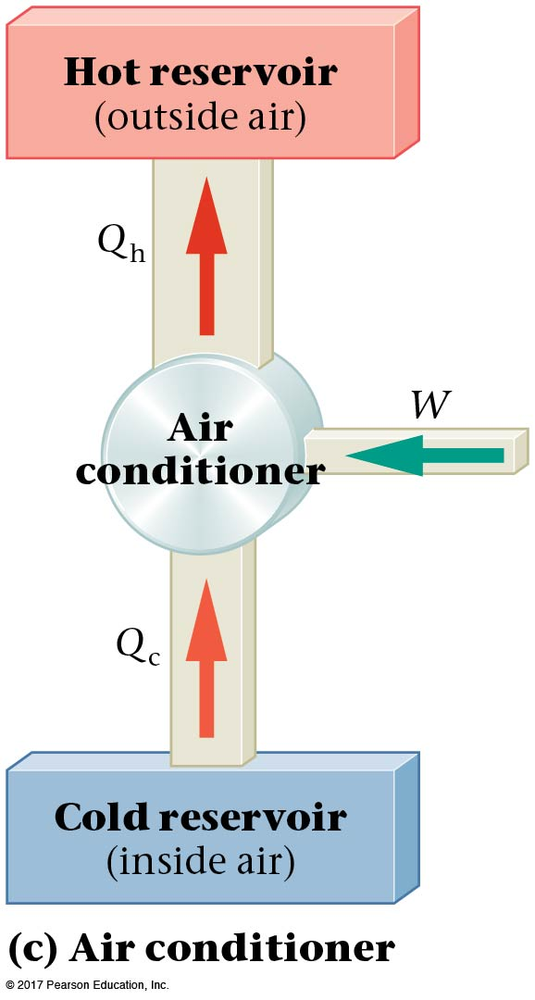 Hot reservoir
(outside air)
Qh
W
Air
conditioner
Qc
Cold reservoir
(inside air)
(c) Air conditioner
© 2017 Pearson Education, Inc.